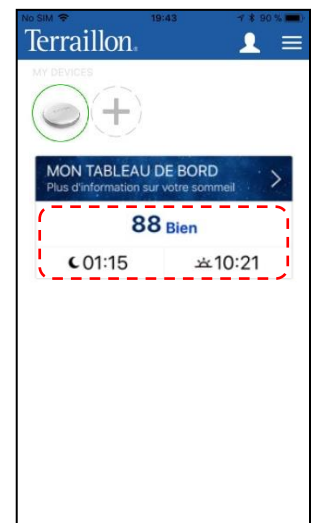 No SIM 19:43 90 %
Terraillon.
MY DEVICES
MON TABLEAU DE BORD
Plus d'information sur votre sommeil
88 Bien
01:15 10:21